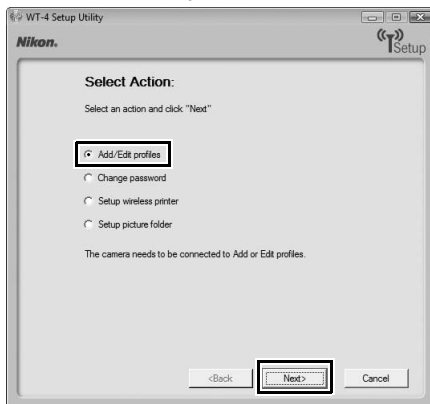 WT-4 Setup Utility
Nikon.
Setup
Select Action:
Select an action and click "Next"
Add/Edit profiles
Change password
Setup wireless printer
Setup picture folder
The camera needs to be connected to Add or Edit profiles.
<Back
Next>
Cancel